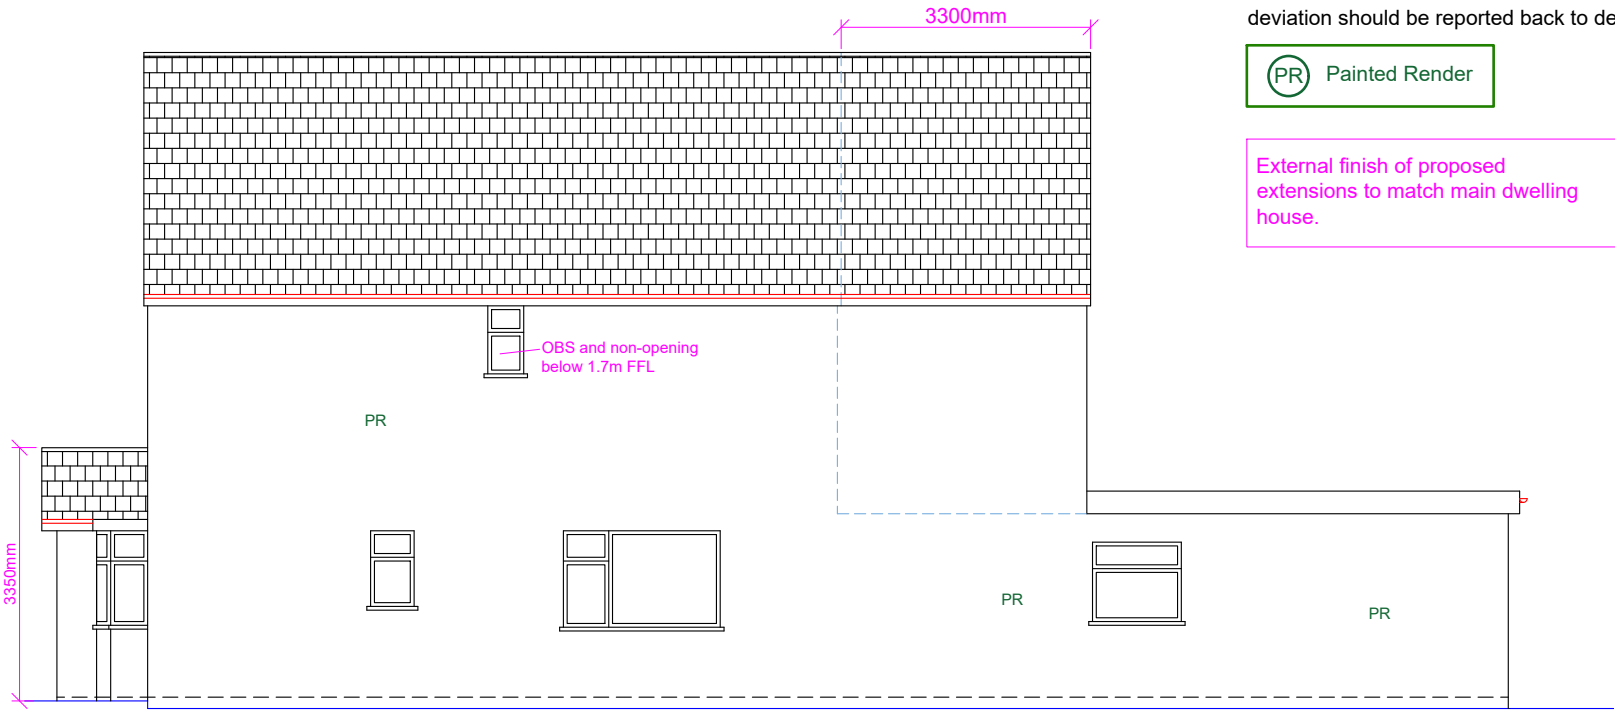 3300mm
deviation should be reported back to de
PR Painted Render
External finish of proposed
extensions to match main dwelling
house.
OBS and non-opening
below 1.7m FFL
PR
3350mm
PR
PR